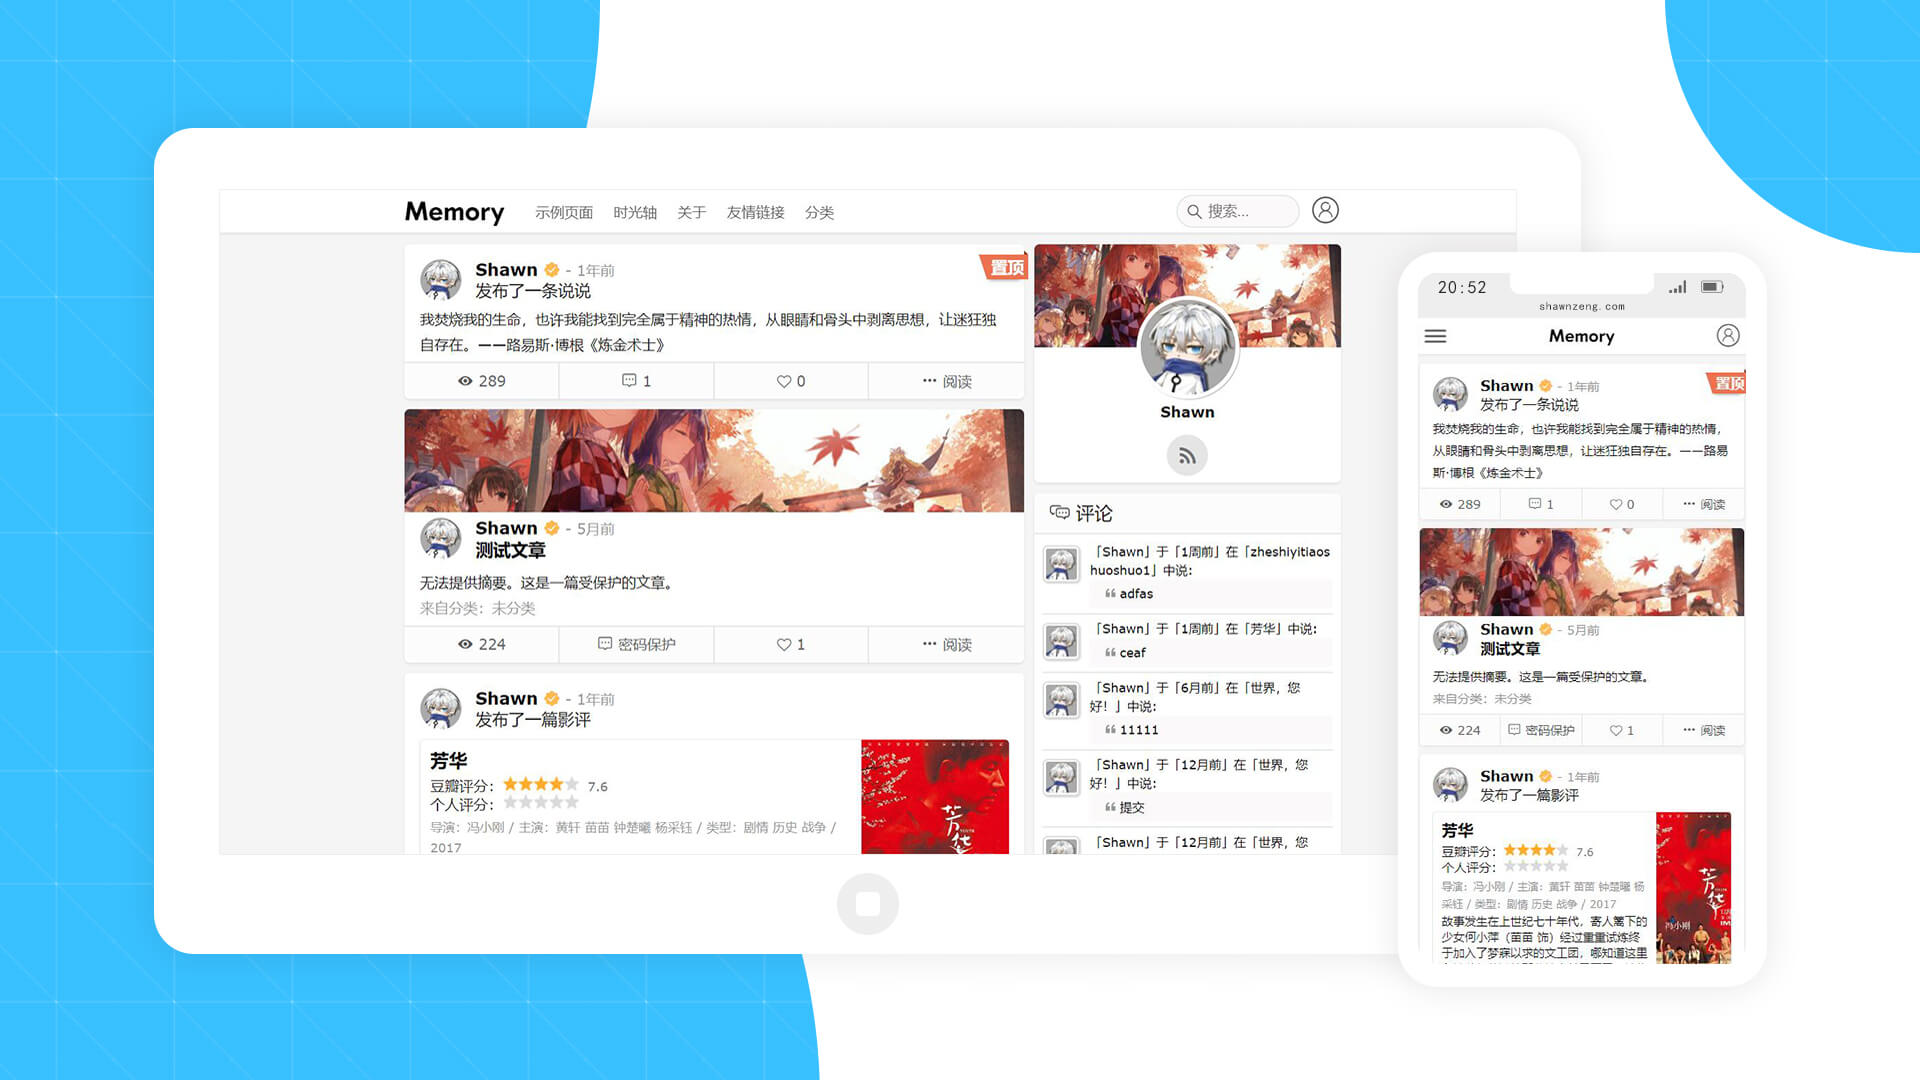 Memory 示例页面 时光轴 关于 友情链接 分类 搜索...
Shawn - 1年前
置顶
发布了一条说说
我焚烧我的生命，也许我能找到完全属于精神的热情，从眼睛和骨头中剥离思想，让迷狂独
自存在。——路易斯·博根《炼金术士》
289 1 0 ··· 阅读
Shawn - 5月前
测试文章
无法提供摘要。这是一篇受保护的文章。
来自分类：未分类
224 密码保护 1 ··· 阅读
Shawn - 1年前
发布了一篇影评
芳华
豆瓣评分： 7.6
个人评分：
导演：冯小刚 / 主演：黄轩 苗苗 钟楚曦 杨采钰 / 类型：剧情 历史 战争 /
2017
芳华
Shawn
评论
「Shawn」于「1周前」在「zheshiyitiaos
huoshuo1」中说:
adfas
「Shawn」于「1周前」在「芳华」中说:
ceaf
「Shawn」于「6月前」在「世界，您
好！」中说:
11111
「Shawn」于「12月前」在「世界，您
好！」中说:
提交
「Shawn」于「12月前」在「世界，您
20:52
shawnzeng.com
Memory
Shawn - 1年前
置顶
发布了一条说说
我焚烧我的生命，也许我能找到完全属于精神的热情，
从眼睛和骨头中剥离思想，让迷狂独自存在。——路易
斯·博根《炼金术士》
289 1 0 ··· 阅读
Shawn - 5月前
测试文章
无法提供摘要。这是一篇受保护的文章。
来自分类：未分类
224 密码保护 1 ··· 阅读
Shawn - 1年前
发布了一篇影评
芳华
豆瓣评分： 7.6
个人评分：
导演：冯小刚 / 主演：黄轩 苗苗 钟楚曦 杨
采钰 / 类型：剧情 历史 战争 / 2017
故事发生在上世纪七十年代，寄人篱下的
少女何小萍（苗苗 饰）经过重重试炼终
于加入了梦寐以求的文工团，哪知道这里
芳华
冯小刚